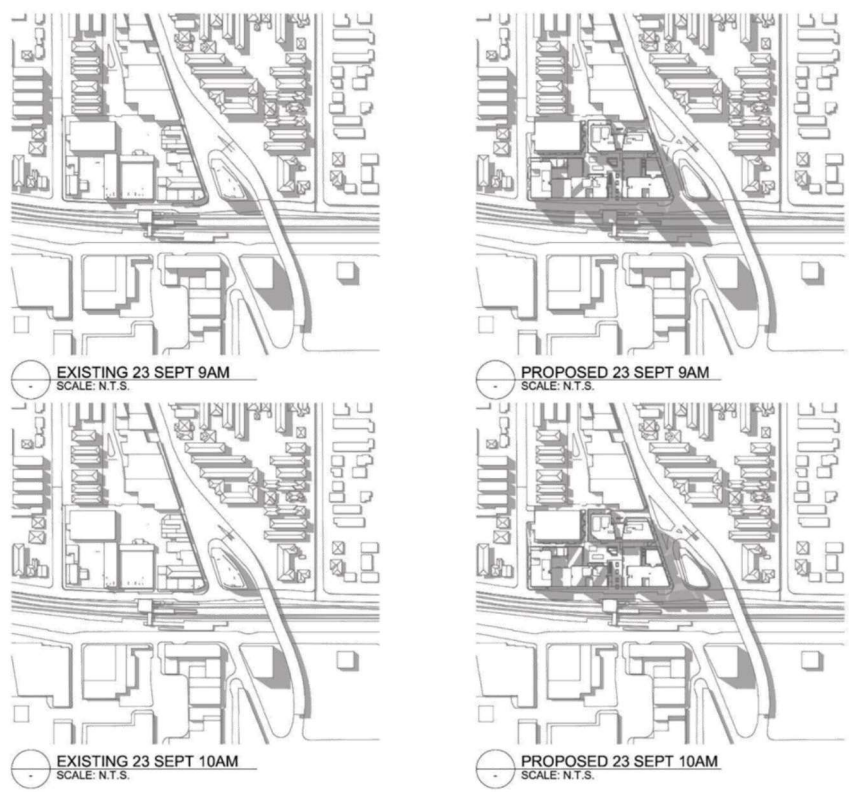 EXISTING 23 SEPT 9AM
SCALE: N.T.S.
PROPOSED 23 SEPT 9AM
SCALE: N.T.S.
EXISTING 23 SEPT 10AM
SCALE: N.T.S.
PROPOSED 23 SEPT 10AM
SCALE: N.T.S.